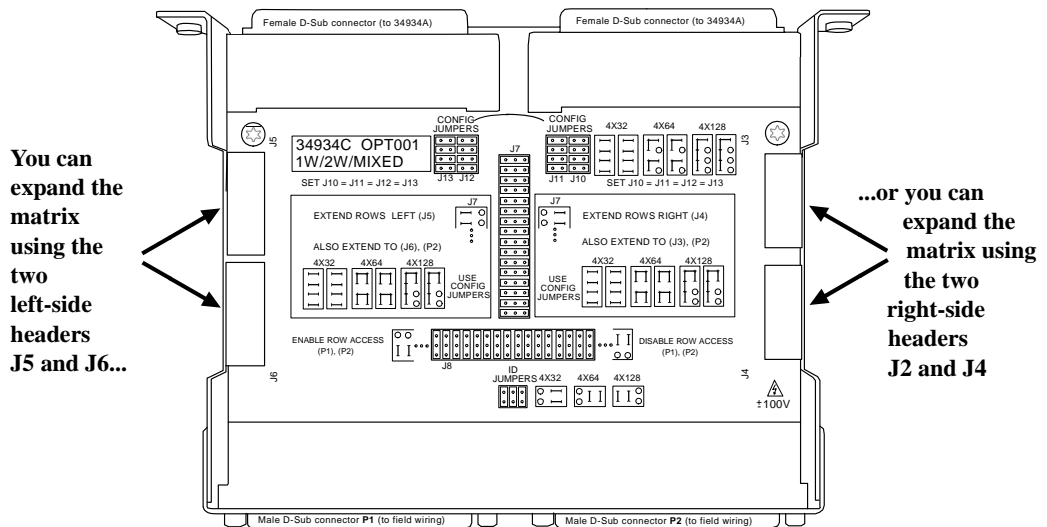 Female D-Sub connector (to 34934A)
Female D-Sub connector (to 34934A)
You can
expand the
matrix
using the
two
left-side
headers
J5 and J6...
J5
34934C OPT001
1W/2W/MIXED
CONFIG
JUMPERS
J13 J12
SET J10 = J11 = J12 = J13
J7
CONFIG
JUMPERS
J11 J10
4X32 4X64 4X128
J3
SET J10 = J11 = J12 = J13
EXTEND ROWS LEFT (J5)
J7
ALSO EXTEND TO (J6), (P2)
4X32 4X64 4X128
USE
CONFIG
JUMPERS
J7
EXTEND ROWS RIGHT (J4)
ALSO EXTEND TO (J3), (P2)
USE
CONFIG
JUMPERS
4X32 4X64 4X128
ENABLE ROW ACCESS
(P1), (P2)
J8
DISABLE ROW ACCESS
(P1), (P2)
J6
ID
JUMPERS
4X32 4X64 4X128
J4
±100V
...or you can
expand the
matrix using
the two
right-side
headers
J2 and J4
Male D-Sub connector P1 (to field wiring)
Male D-Sub connector P2 (to field wiring)